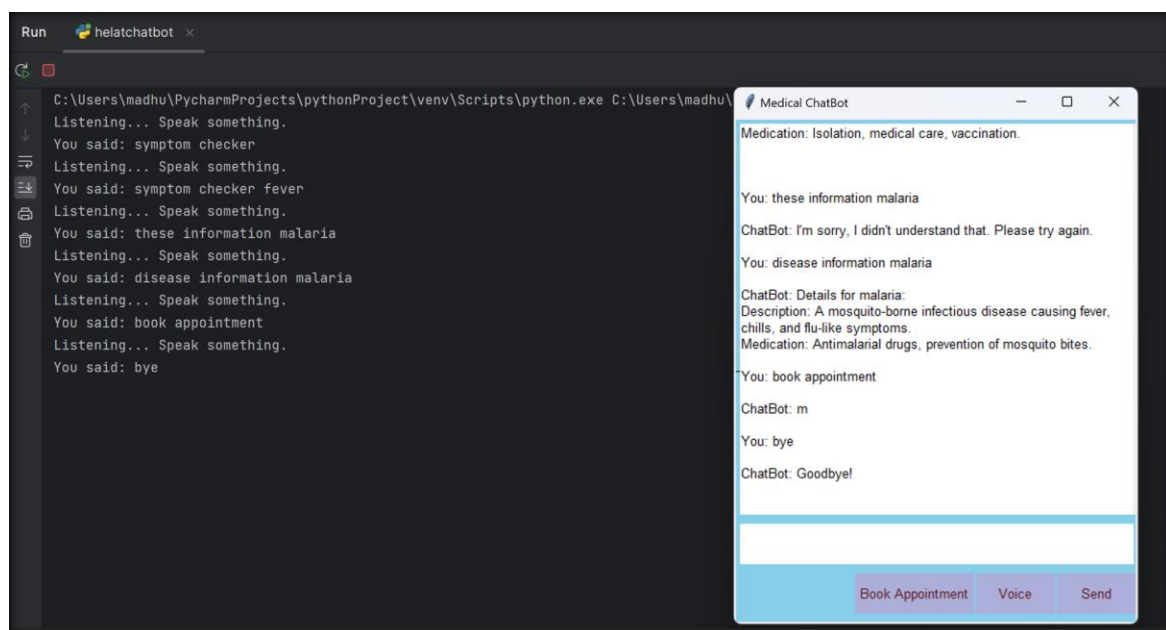 Run helatchatbot
C:\Users\madhu\PycharmProjects\pythonProject\venv\Scripts\python.exe C:\Users\madhu\
Listening... Speak something.
You said: symptom checker
Listening... Speak something.
You said: symptom checker fever
Listening... Speak something.
You said: these information malaria
Listening... Speak something.
You said: disease information malaria
Listening... Speak something.
You said: book appointment
Listening... Speak something.
You said: bye
Medical ChatBot
Medication: Isolation, medical care, vaccination.
You: these information malaria
ChatBot: I'm sorry, I didn't understand that. Please try again.
You: disease information malaria
ChatBot: Details for malaria:
Description: A mosquito-borne infectious disease causing fever,
chills, and flu-like symptoms.
Medication: Antimalarial drugs, prevention of mosquito bites.
You: book appointment
ChatBot: m
You: bye
ChatBot: Goodbye!
Book Appointment Voice Send